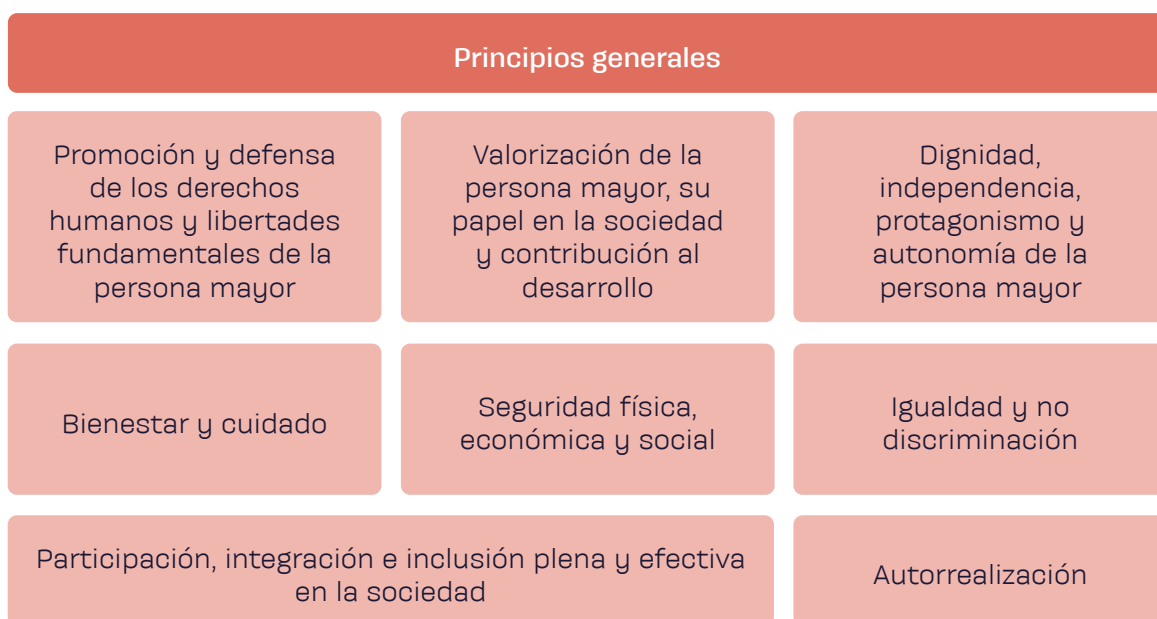 Principios generales
Promoción y defensa
de los derechos
humanos y libertades
fundamentales de la
persona mayor
Valorización de la
persona mayor, su
papel en la sociedad
y contribución al
desarrollo
Dignidad,
independencia,
protagonismo y
autonomía de la
persona mayor
Bienestar y cuidado
Seguridad física,
económica y social
Igualdad y no
discriminación
Participación, integración e inclusión plena y efectiva
en la sociedad
Autorrealización